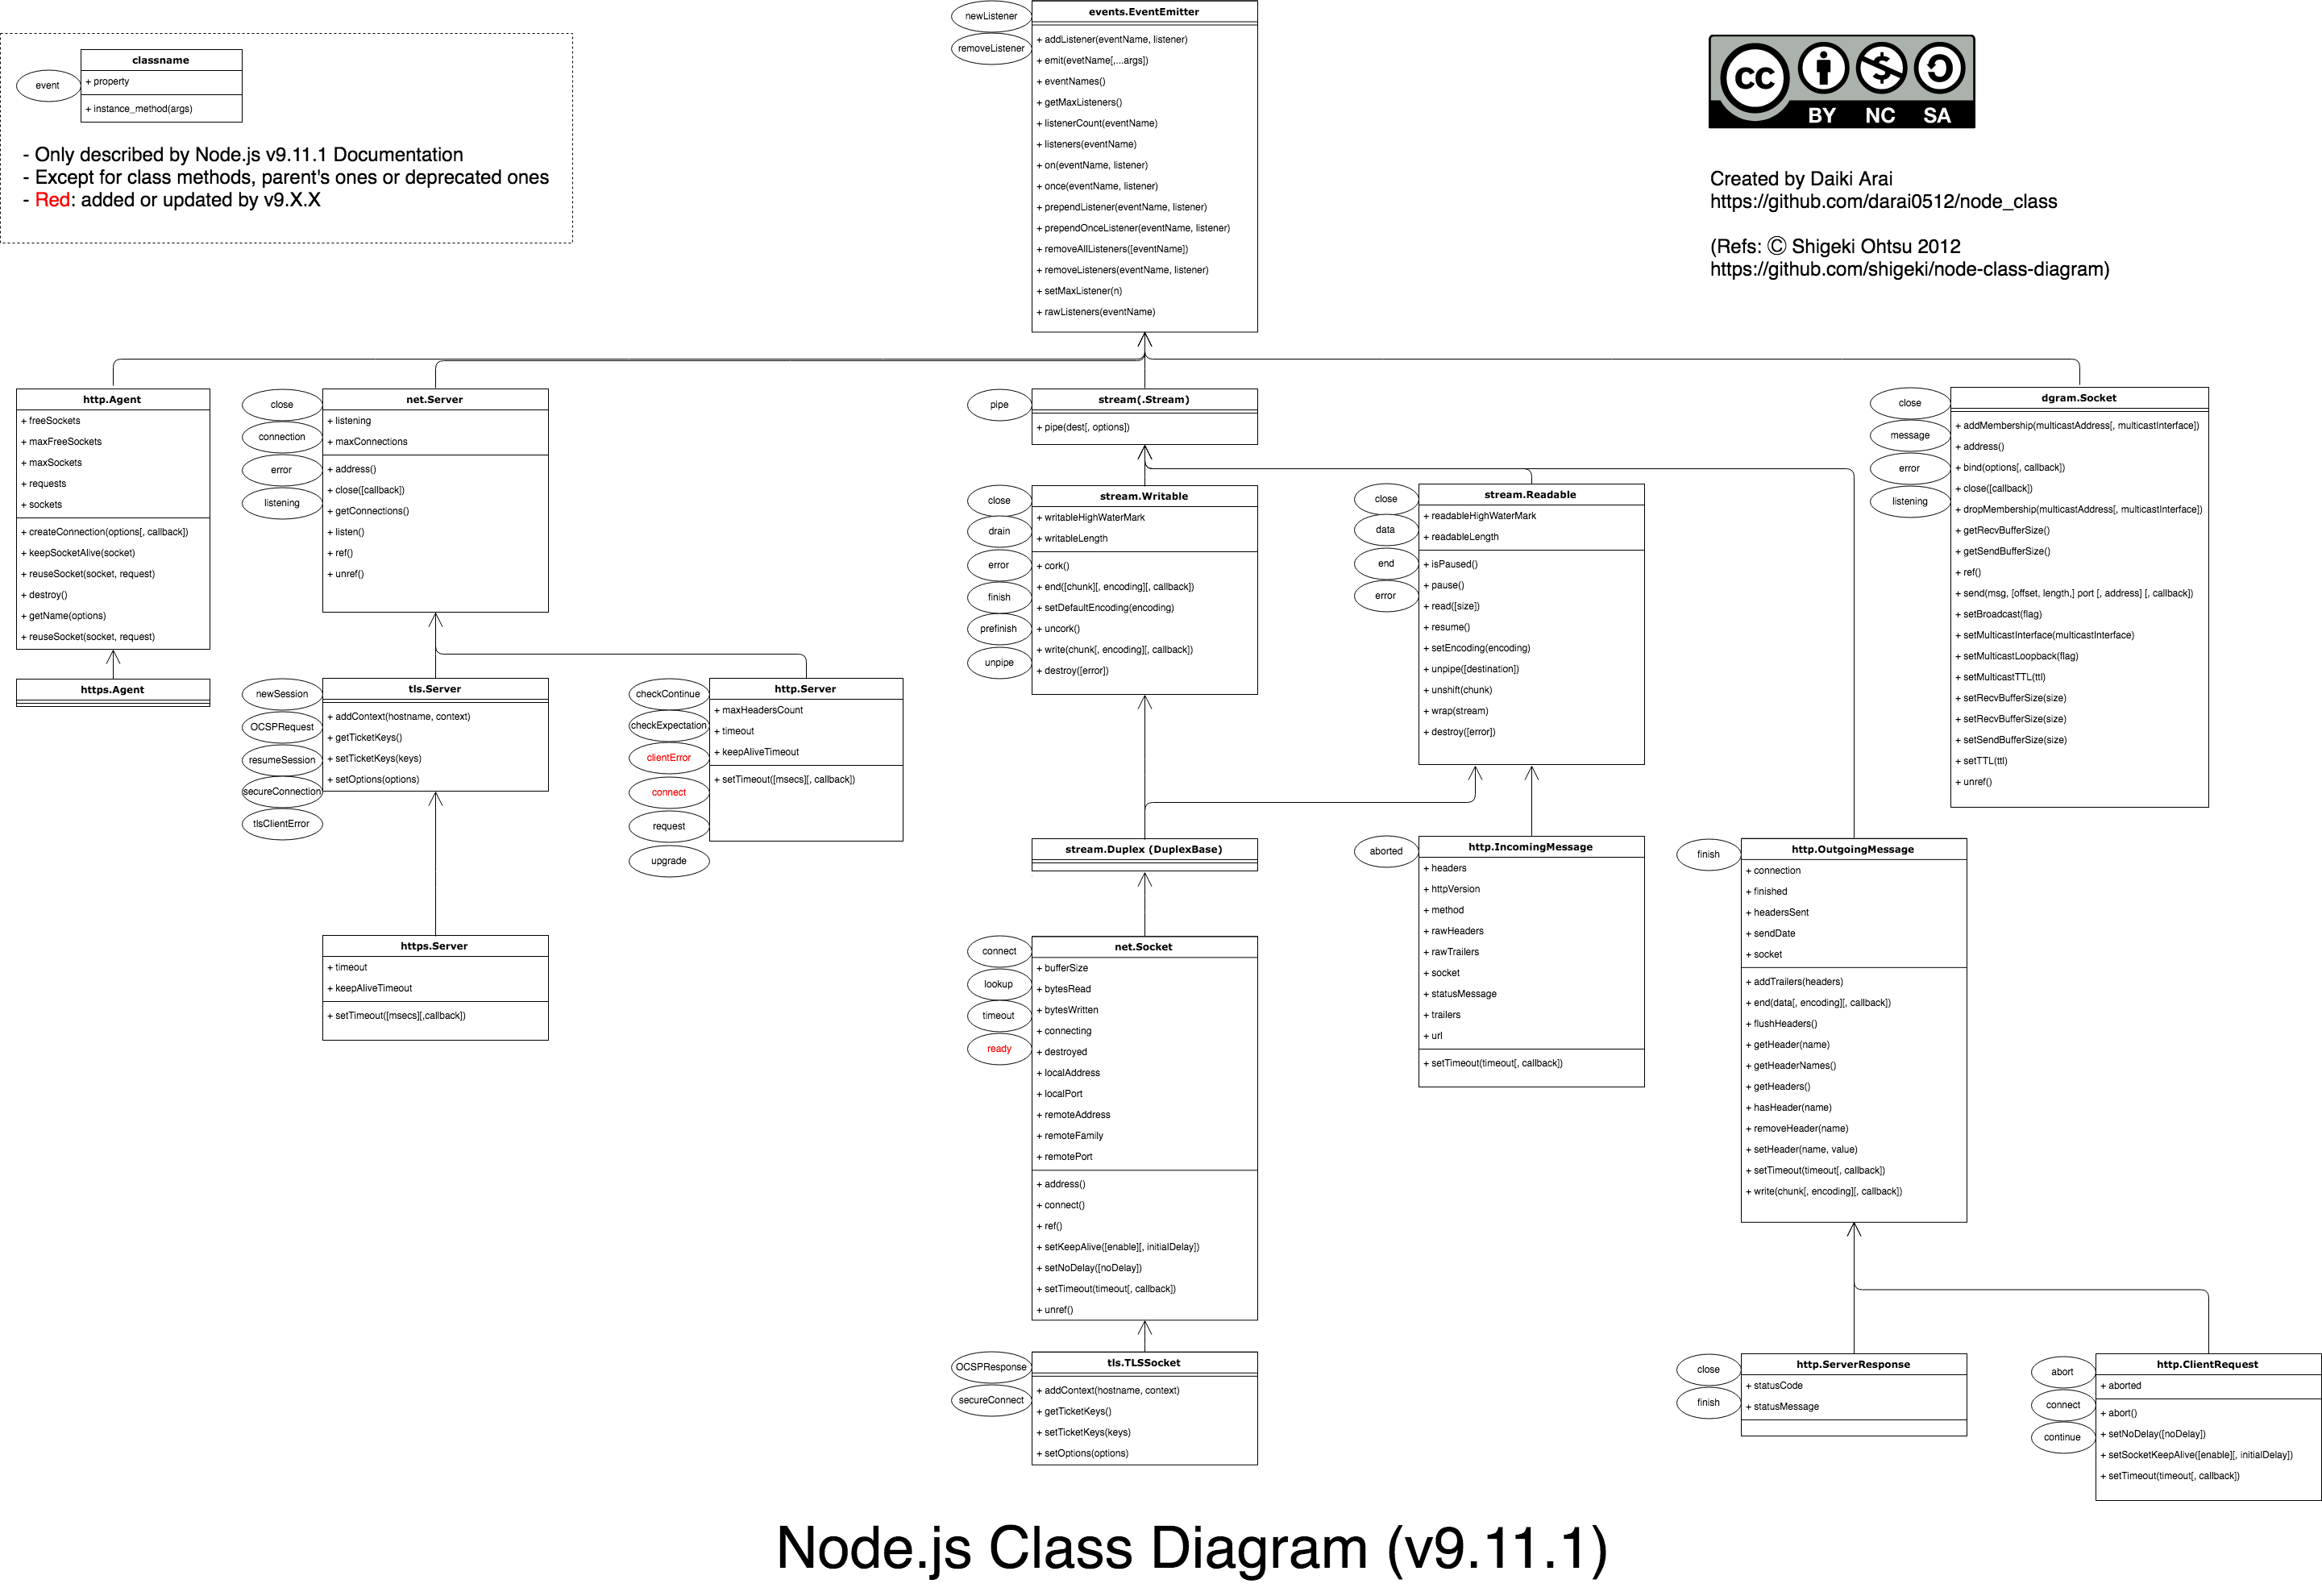 classname
event
+ property
+ instance_method(args)
- Only described by Node.js v9.11.1 Documentation
- Except for class methods, parent's ones or deprecated ones
- Red: added or updated by v9.X.X
newListener
removeListener
events.EventEmitter
+ addListener(eventName, listener)
+ emit(evetName[,...args])
+ eventNames()
+ getMaxListeners()
+ listenerCount(eventName)
+ listeners(eventName)
+ on(eventName, listener)
+ once(eventName, listener)
+ prependListener(eventName, listener)
+ prependOnceListener(eventName, listener)
+ removeAllListeners([eventName])
+ removeListeners(eventName, listener)
+ setMaxListener(n)
+ rawListeners(eventName)
cc
BY NC SA
Created by Daiki Arai
https://github.com/darai0512/node_class
(Refs: Ⓒ Shigeki Ohtsu 2012
https://github.com/shigeki/node-class-diagram)
http.Agent
+ freeSockets
+ maxFreeSockets
+ maxSockets
+ requests
+ sockets
+ createConnection(options[, callback])
+ keepSocketAlive(socket)
+ reuseSocket(socket, request)
+ destroy()
+ getName(options)
+ reuseSocket(socket, request)
https.Agent
close
connection
error
listening
net.Server
+ listening
+ maxConnections
+ address()
+ close([callback])
+ getConnections()
+ listen()
+ ref()
+ unref()
newSession
OCSPRequest
resumeSession
secureConnection
tlsClientError
tls.Server
+ addContext(hostname, context)
+ getTicketKeys()
+ setTicketKeys(keys)
+ setOptions(options)
checkContinue
checkExpectation
clientError
connect
request
upgrade
http.Server
+ maxHeadersCount
+ timeout
+ keepAliveTimeout
+ setTimeout([msecs][, callback])
https.Server
+ timeout
+ keepAliveTimeout
+ setTimeout([msecs][,callback])
pipe
stream(.Stream)
+ pipe(dest[, options])
close
drain
error
finish
prefinish
unpipe
stream.Writable
+ writableHighWaterMark
+ writableLength
+ cork()
+ end([chunk][, encoding][, callback])
+ setDefaultEncoding(encoding)
+ uncork()
+ write(chunk[, encoding][, callback])
+ destroy([error])
close
data
end
error
stream.Readable
+ readableHighWaterMark
+ readableLength
+ isPaused()
+ pause()
+ read([size])
+ resume()
+ setEncoding(encoding)
+ unpipe([destination])
+ unshift(chunk)
+ wrap(stream)
+ destroy([error])
close
message
error
listening
dgram.Socket
+ addMembership(multicastAddress[, multicastInterface])
+ address()
+ bind(options[, callback])
+ close([callback])
+ dropMembership(multicastAddress[, multicastInterface])
+ getRecvBufferSize()
+ getSendBufferSize()
+ ref()
+ send(msg, [offset, length,] port [, address] [, callback])
+ setBroadcast(flag)
+ setMulticastInterface(multicastInterface)
+ setMulticastLoopback(flag)
+ setMulticastTTL(ttl)
+ setRecvBufferSize(size)
+ setRecvBufferSize(size)
+ setSendBufferSize(size)
+ setTTL(ttl)
+ unref()
stream.Duplex (DuplexBase)
connect
lookup
timeout
ready
net.Socket
+ bufferSize
+ bytesRead
+ bytesWritten
+ connecting
+ destroyed
+ localAddress
+ localPort
+ remoteAddress
+ remoteFamily
+ remotePort
+ address()
+ connect()
+ ref()
+ setKeepAlive([enable][, initialDelay])
+ setNoDelay([noDelay])
+ setTimeout(timeout[, callback])
+ unref()
OCSPResponse
secureConnect
tls.TLSSocket
+ addContext(hostname, context)
+ getTicketKeys()
+ setTicketKeys(keys)
+ setOptions(options)
aborted
http.IncomingMessage
+ headers
+ httpVersion
+ method
+ rawHeaders
+ rawTrailers
+ socket
+ statusMessage
+ trailers
+ url
+ setTimeout(timeout[, callback])
finish
http.OutgoingMessage
+ connection
+ finished
+ headersSent
+ sendDate
+ socket
+ addTrailers(headers)
+ end(data[, encoding][, callback])
+ flushHeaders()
+ getHeader(name)
+ getHeaderNames()
+ getHeaders()
+ hasHeader(name)
+ removeHeader(name)
+ setHeader(name, value)
+ setTimeout(timeout[, callback])
+ write(chunk[, encoding][, callback])
close
finish
http.ServerResponse
+ statusCode
+ statusMessage
abort
connect
continue
http.ClientRequest
+ aborted
+ abort()
+ setNoDelay([noDelay])
+ setSocketKeepAlive([enable][, initialDelay])
+ setTimeout(timeout[, callback])
Node.js Class Diagram (v9.11.1)